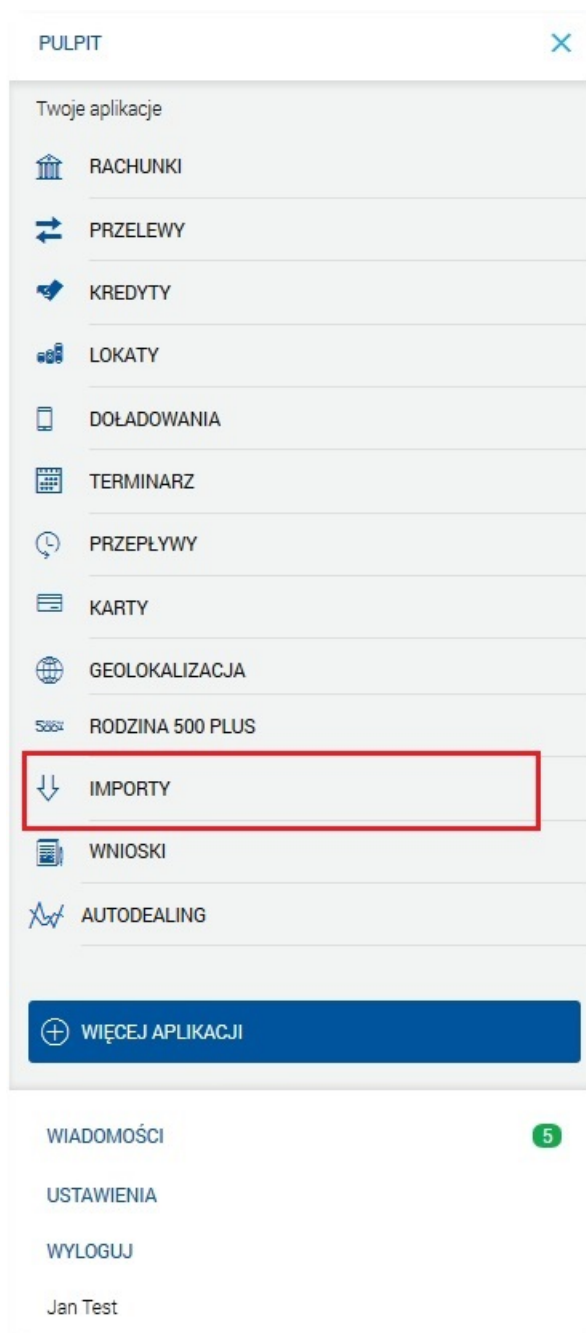 PULPIT
Twoje aplikacje
RACHUNKI
PRZELEWY
KREDYTY
LOKATY
DOŁADOWANIA
TERMINARZ
PRZEPŁYWY
KARTY
GEOLOKALIZACJA
RODZINA 500 PLUS
IMPORTY
WNIOSKI
AUTODEALING
WIĘCEJ APLIKACJI
WIADOMOŚCI 5
USTAWIENIA
WYLOGUJ
Jan Test